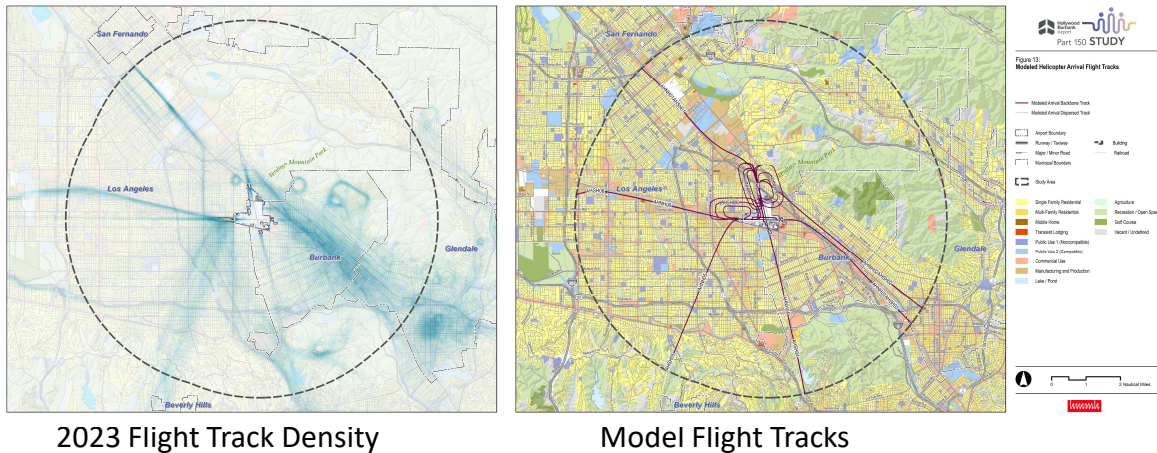 San Fernando
Los Angeles
Verdugo Mountain Park
Burbank
Glendale
Beverly Hills
2023 Flight Track Density
San Fernando
Los Angeles
Mountain Park
Burbank
Glendale
Beverly Hills
Model Flight Tracks
Hollywood
Burbank
Airport
Part 150 STUDY
Figure 13:
Modeled Helicopter Arrival Flight Tracks
Modeled Arrival Backbone Track
Modeled Arrival Dispersed Track
Airport Boundary
Runway / Taxiway
Building
Major / Minor Road
Railroad
Municipal Boundary
Study Area
Single Family Residential
Agriculture
Multi-Family Residential
Recreation / Open Spac
Mobile Home
Golf Course
Transient Lodging
Vacant / Undefined
Public Use 1 (Noncompatible)
Public Use 2 (Compatible)
Commercial Use
Manufacturing and Production
Lake / Pond
0 1 2 Nautical Miles
hmmh